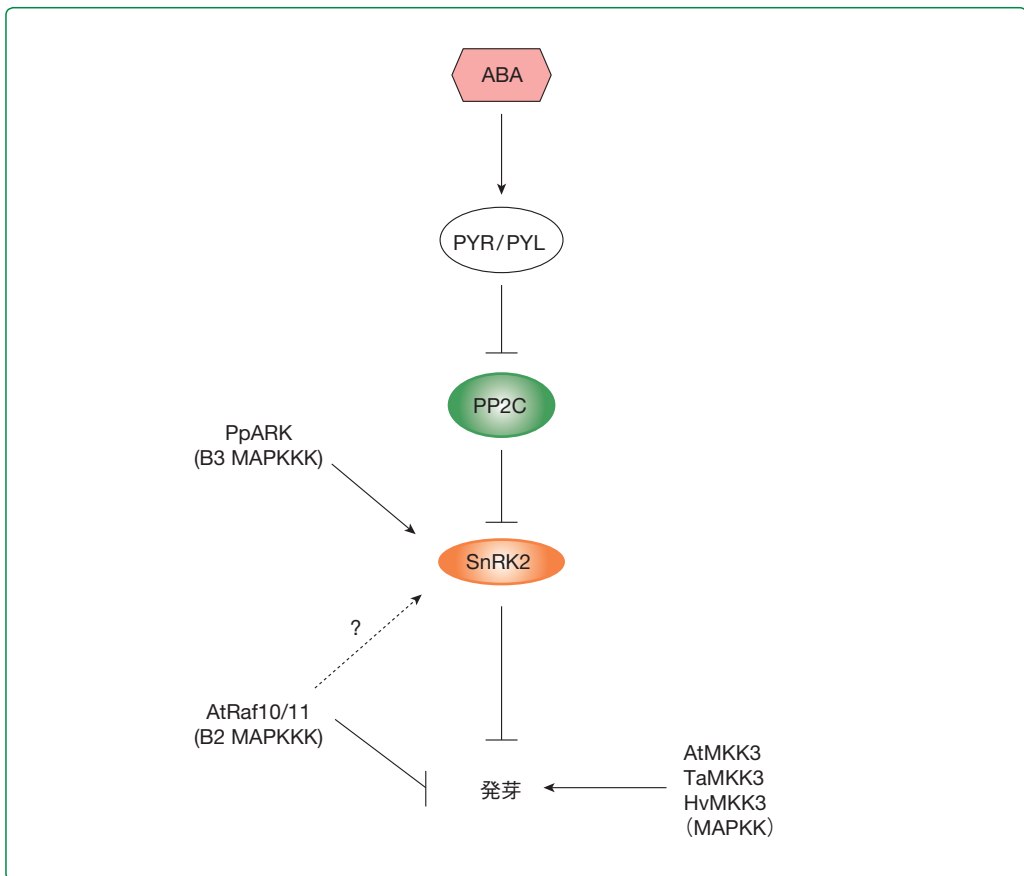 ABA
PYR/PYL
PP2C
PpARK
(B3 MAPKKK)
SnRK2
?
AtRaf10/11
(B2 MAPKKK)
発芽
AtMKK3
TaMKK3
HvMKK3
（MAPKK）